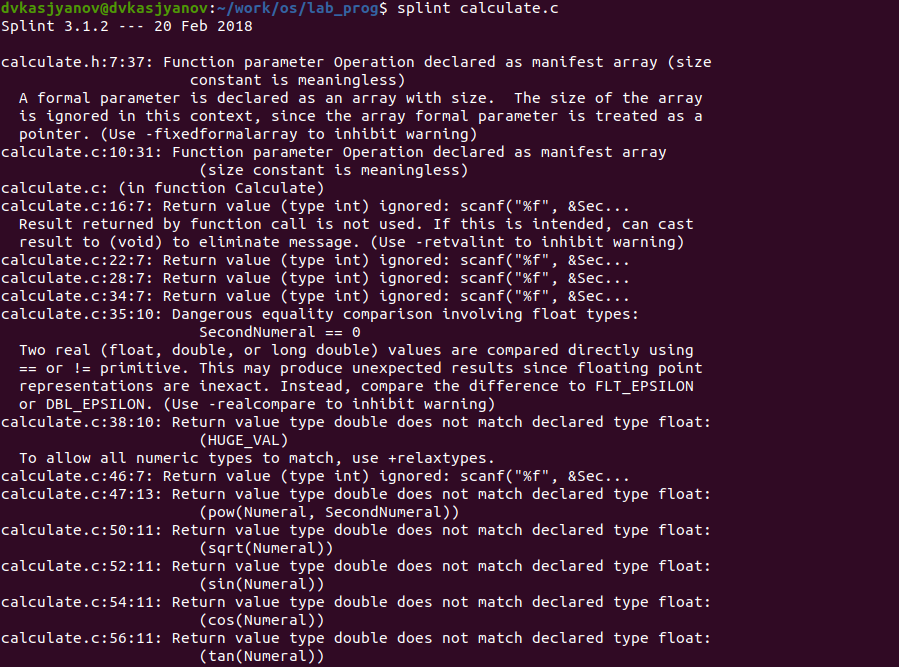 dvkasjyanov@dvkasjyanov:~/work/os/lab_prog$ splint calculate.c
Splint 3.1.2 --- 20 Feb 2018

calculate.h:7:37: Function parameter Operation declared as manifest array (size
                     constant is meaningless)
  A formal parameter is declared as an array with size.  The size of the array
  is ignored in this context, since the array formal parameter is treated as a
  pointer. (Use -fixedformalarray to inhibit warning)
calculate.c:10:31: Function parameter Operation declared as manifest array
                      (size constant is meaningless)
calculate.c: (in function Calculate)
calculate.c:16:7: Return value (type int) ignored: scanf("%f", &Sec...
  Result returned by function call is not used. If this is intended, can cast
  result to (void) to eliminate message. (Use -retvalint to inhibit warning)
calculate.c:22:7: Return value (type int) ignored: scanf("%f", &Sec...
calculate.c:28:7: Return value (type int) ignored: scanf("%f", &Sec...
calculate.c:34:7: Return value (type int) ignored: scanf("%f", &Sec...
calculate.c:35:10: Dangerous equality comparison involving float types:
                      SecondNumeral == 0
  Two real (float, double, or long double) values are compared directly using
  == or != primitive. This may produce unexpected results since floating point
  representations are inexact. Instead, compare the difference to FLT_EPSILON
  or DBL_EPSILON. (Use -realcompare to inhibit warning)
calculate.c:38:10: Return value type double does not match declared type float:
                      (HUGE_VAL)
  To allow all numeric types to match, use +relaxtypes.
calculate.c:46:7: Return value (type int) ignored: scanf("%f", &Sec...
calculate.c:47:13: Return value type double does not match declared type float:
                      (pow(Numeral, SecondNumeral))
calculate.c:50:11: Return value type double does not match declared type float:
                      (sqrt(Numeral))
calculate.c:52:11: Return value type double does not match declared type float:
                      (sin(Numeral))
calculate.c:54:11: Return value type double does not match declared type float:
                      (cos(Numeral))
calculate.c:56:11: Return value type double does not match declared type float:
                      (tan(Numeral))